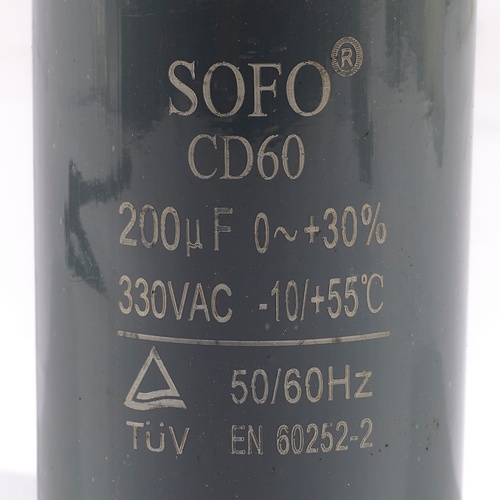 SOFO®
CD60
200μF 0~+30%
330VAC -10/+55℃
50/60Hz
TÜV EN 60252-2